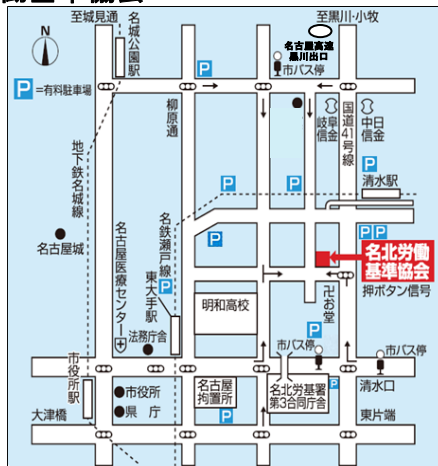 至城見通
至黒川・小牧
N
名城公園駅
名古屋高速
黒川出口
市バス停
P
P =有料駐車場
柳原通
岐阜信金
国道41号線
中日信金
地下鉄名城線
P
清水駅
P
P
名古屋城
名古屋医療センター
名鉄瀬戸線
東大手駅
P
P
P P
名北労働
基準協会
押ボタン信号
卍お堂
明和高校
法務庁舎
P
市バス停
市バス停
市役所駅
市役所
県庁
名古屋
拘置所
名北労基署
第3合同庁舎
P
P
清水口
大津橋
東片端